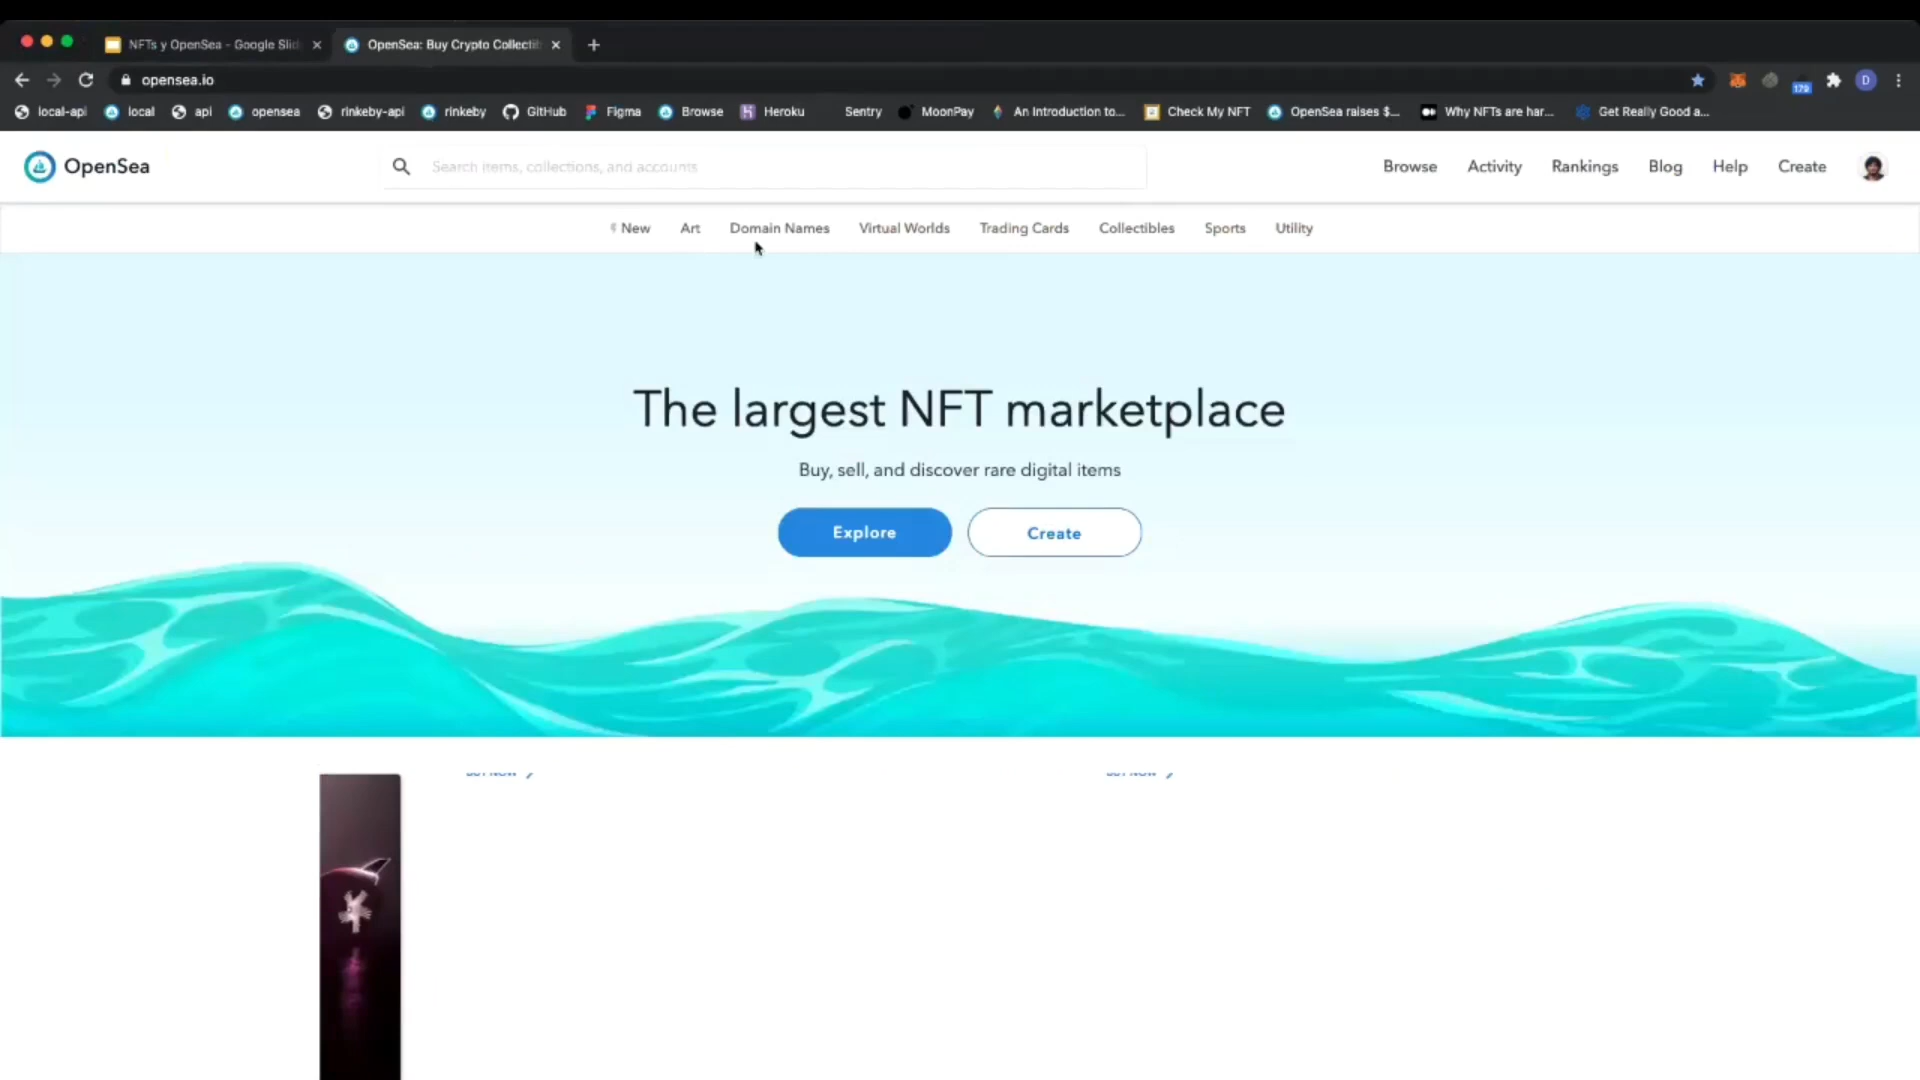 NFTs y OpenSea - Google Slid
OpenSea: Buy Crypto Collectib
opensea.io
D
179
local-api local api opensea rinkeby-api rinkeby GitHub Figma Browse Heroku Sentry MoonPay An Introduction to... Check My NFT OpenSea raises $... Why NFTs are har... Get Really Good a...
OpenSea
Search items, collections, and accounts
Browse Activity Rankings Blog Help Create
New Art Domain Names Virtual Worlds Trading Cards Collectibles Sports Utility
The largest NFT marketplace
Buy, sell, and discover rare digital items
Explore Create